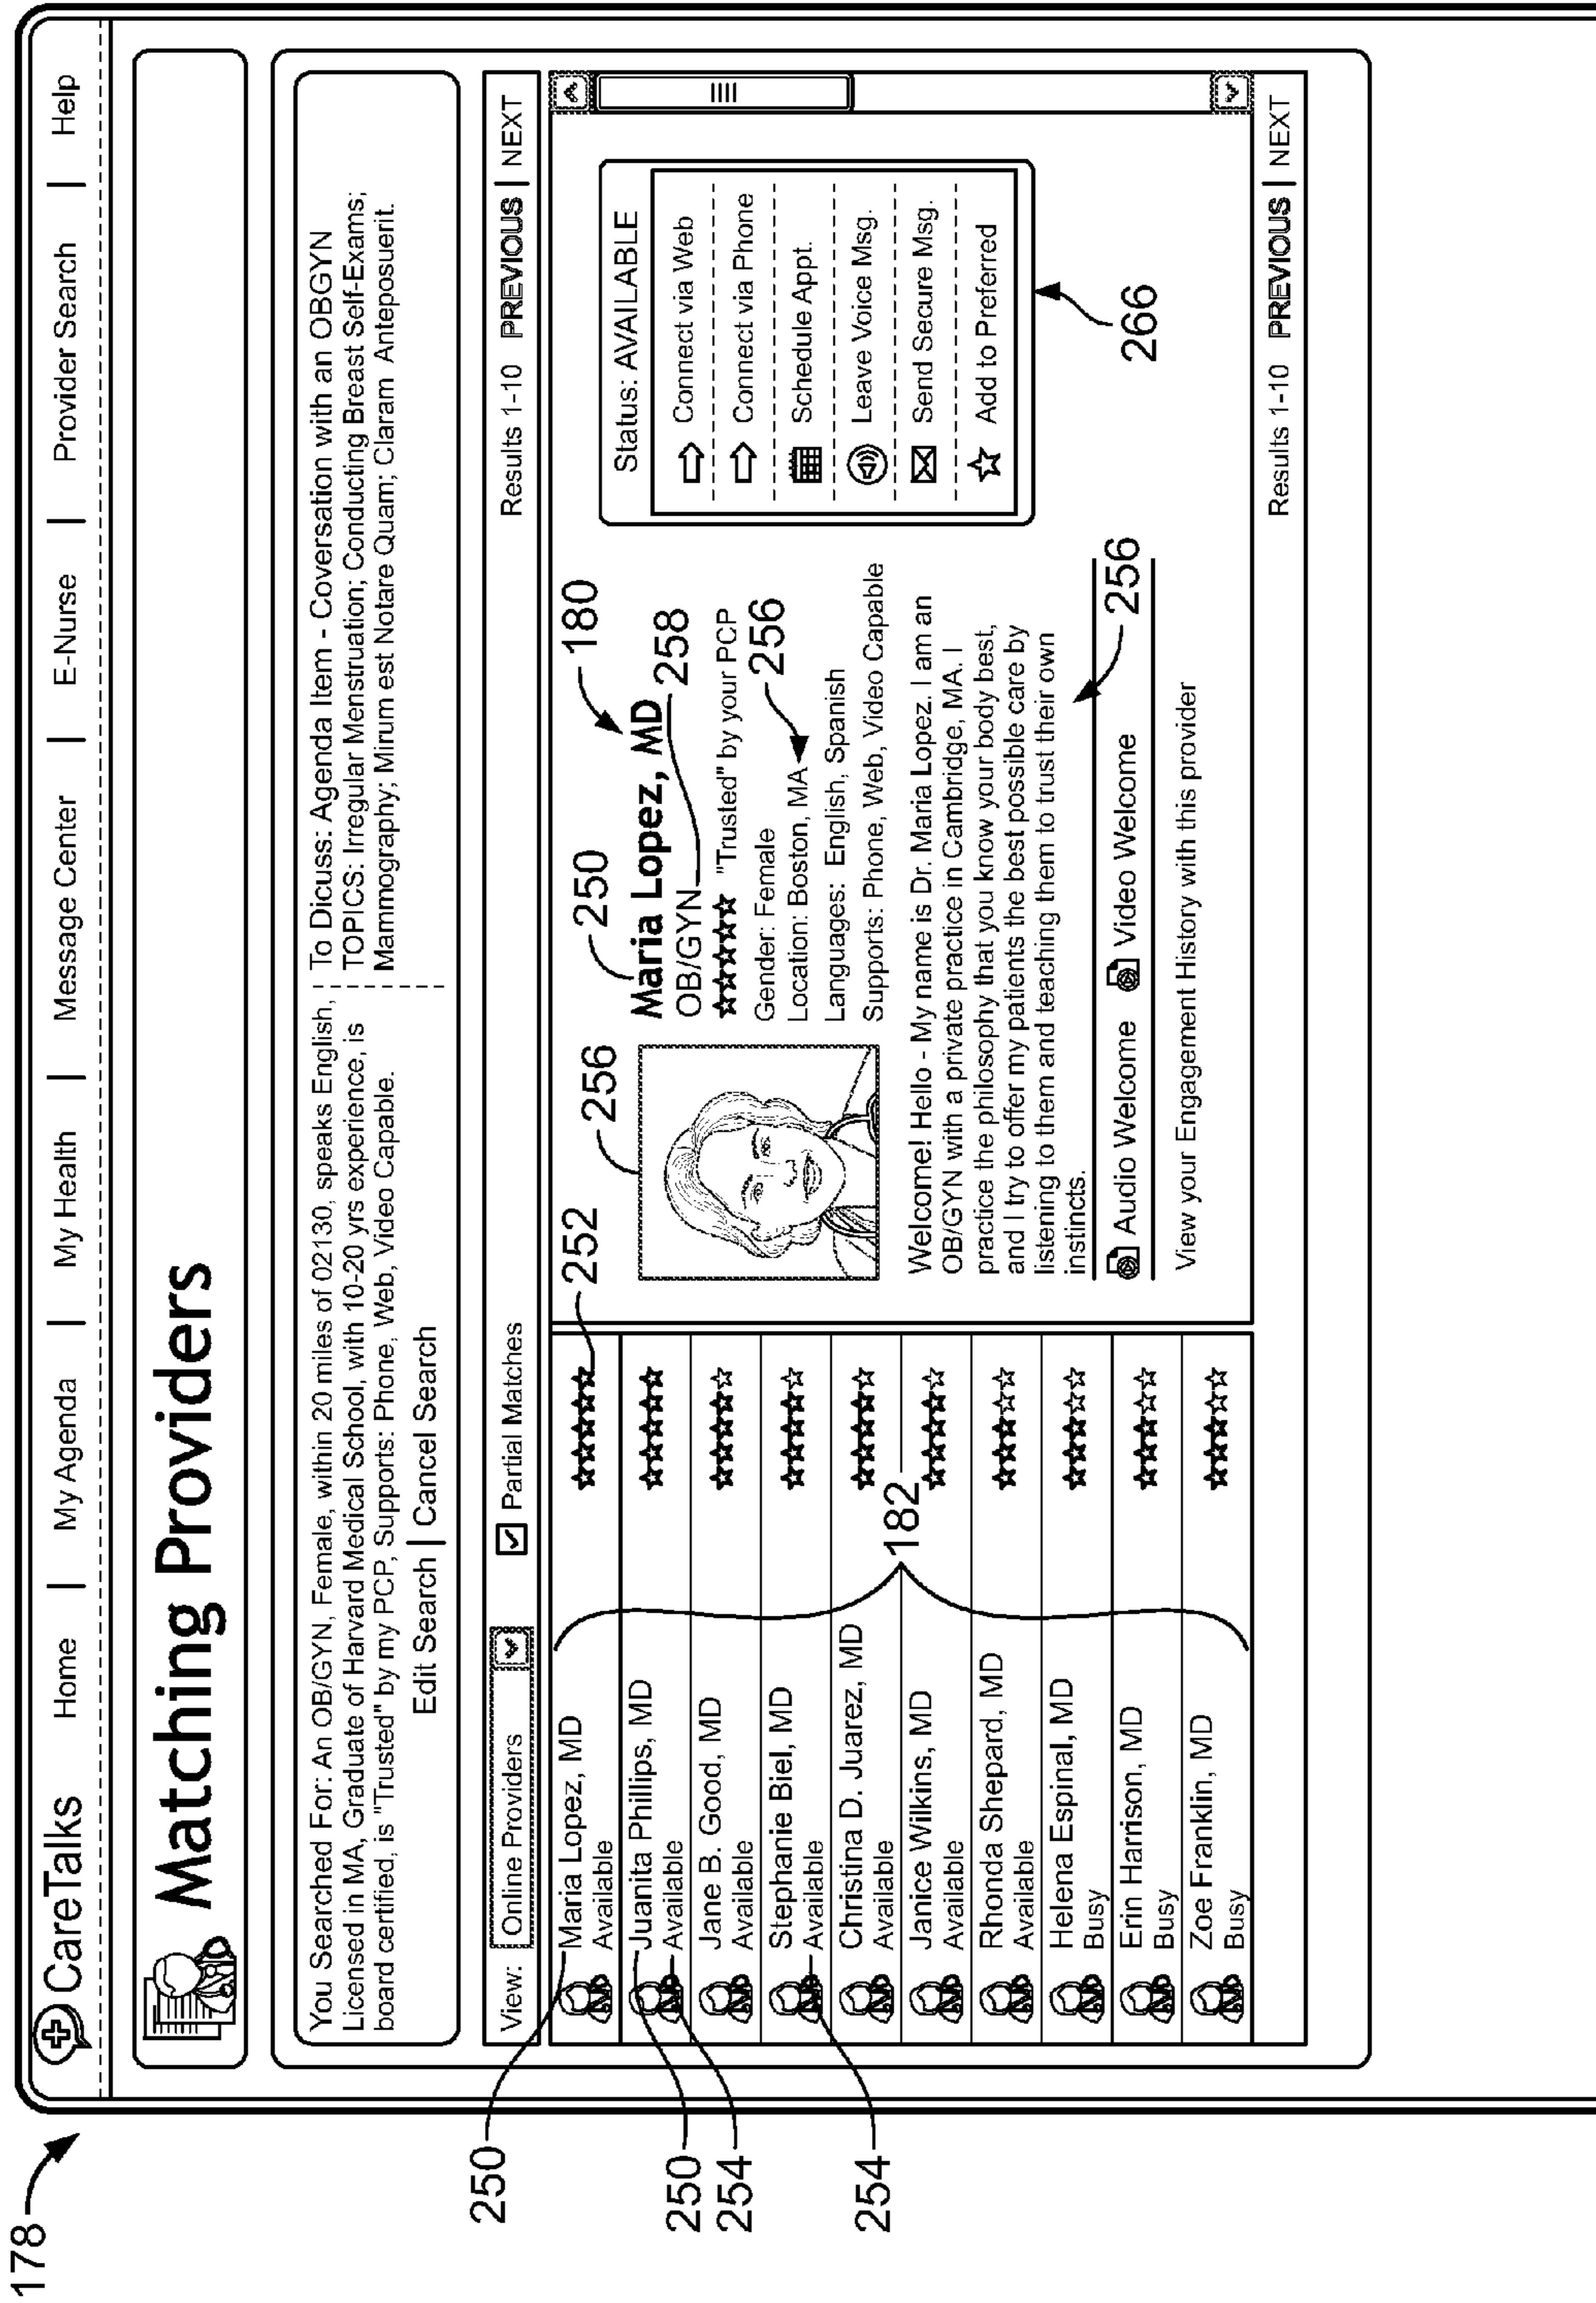 178
CareTalks
Home | My Agenda | My Health | Message Center | E-Nurse | Provider Search | Help
Matching Providers
You Searched For: An OB/GYN, Female, within 20 miles of 02130, speaks English,
Licensed in MA, Graduate of Harvard Medical School, with 10-20 yrs experience, is
board certified, is "Trusted" by my PCP, Supports: Phone, Web, Video Capable.
Edit Search | Cancel Search
To Dicuss: Agenda Item - Coversation with an OBGYN
TOPICS: Irregular Menstruation; Conducting Breast Self-Exams;
Mammography; Mirum est Notare Quam; Claram Anteposuerit.
View: Online Providers
Partial Matches
Results 1-10 PREVIOUS | NEXT
250
Maria Lopez, MD
Available
252
250
Juanita Phillips, MD
254
Available
Jane B. Good, MD
Available
Stephanie Biel, MD
254
Available
Christina D. Juarez, MD
Available
182
Janice Wilkins, MD
Available
Rhonda Shepard, MD
Available
Helena Espinal, MD
Busy
Erin Harrison, MD
Busy
Zoe Franklin, MD
Busy
256
250
180
Maria Lopez, MD
OB/GYN
258
"Trusted" by your PCP
Gender: Female
Location: Boston, MA
256
Languages: English, Spanish
Supports: Phone, Web, Video Capable
Welcome! Hello - My name is Dr. Maria Lopez. I am an
OB/GYN with a private practice in Cambridge, MA. I
practice the philosophy that you know your body best,
and I try to offer my patients the best possible care by
listening to them and teaching them to trust their own
instincts.
256
Audio Welcome Video Welcome
View your Engagement History with this provider
Status: AVAILABLE
Connect via Web
Connect via Phone
Schedule Appt.
Leave Voice Msg.
Send Secure Msg.
Add to Preferred
266
Results 1-10 PREVIOUS | NEXT